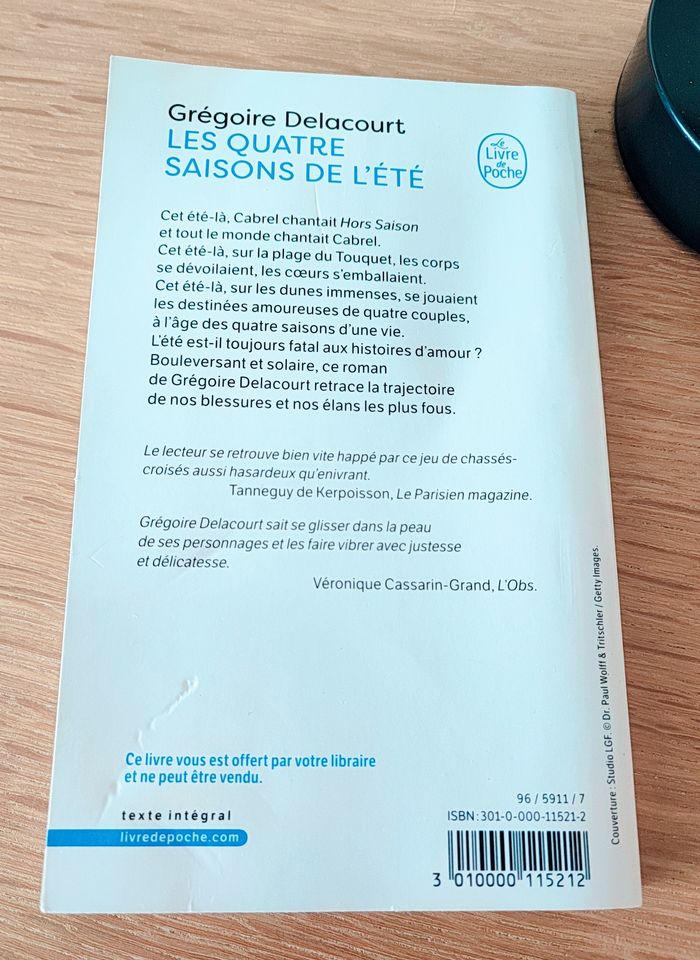 Grégoire Delacourt
LES QUATRE
SAISONS DE L'ÉTÉ
Le
Livre
de
Poche
Cet été-là, Cabrel chantait Hors Saison
et tout le monde chantait Cabrel.
Cet été-là, sur la plage du Touquet, les corps
se dévoilaient, les cœurs s'emballaient.
Cet été-là, sur les dunes immenses, se jouaient
les destinées amoureuses de quatre couples,
à l'âge des quatre saisons d'une vie.
L'été est-il toujours fatal aux histoires d'amour ?
Bouleversant et solaire, ce roman
de Grégoire Delacourt retrace la trajectoire
de nos blessures et nos élans les plus fous.
Le lecteur se retrouve bien vite happé par ce jeu de chassés-
croisés aussi hasardeux qu'enivrant.
Tanneguy de Kerpoisson, Le Parisien magazine.
Grégoire Delacourt sait se glisser dans la peau
de ses personnages et les faire vibrer avec justesse
et délicatesse.
Véronique Cassarin-Grand, L'Obs.
Ce livre vous est offert par votre libraire
et ne peut être vendu.
texte intégral
livredepoche.com
96 / 5911 / 7
ISBN : 301-0-000-11521-2
3 010000 115212
Couverture : Studio LGF. © Dr. Paul Wolff & Tritschler / Getty Images.